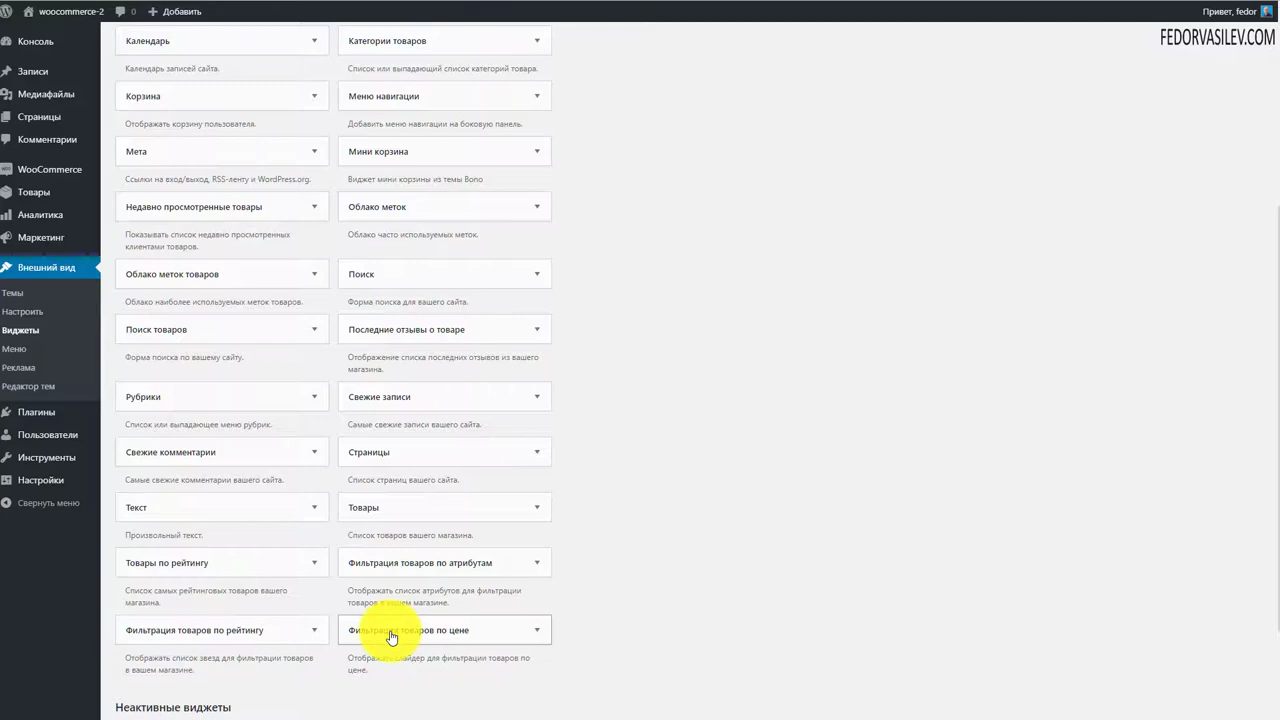 woocommerce-2
0
Добавить
Привет, fedor
FEDORVASILEV.COM
Консоль
Записи
Медиафайлы
Страницы
Комментарии
WooCommerce
Товары
Аналитика
Маркетинг
Внешний вид
Темы
Настроить
Виджеты
Меню
Реклама
Редактор тем
Плагины
Пользователи
Инструменты
Настройки
Свернуть меню
Календарь
Календарь записей сайта.
Категории товаров
Список или выпадающий список категорий товара.
Корзина
Отображать корзину пользователя.
Меню навигации
Добавить меню навигации на боковую панель.
Мета
Ссылки на вход/выход, RSS-ленту и WordPress.org.
Мини корзина
Виджет мини корзины из темы Bono
Недавно просмотренные товары
Показывать список недавно просмотренных
клиентами товаров.
Облако меток
Облако часто используемых меток.
Облако меток товаров
Облако наиболее используемых меток товаров.
Поиск
Форма поиска для вашего сайта.
Поиск товаров
Форма поиска по вашему сайту.
Последние отзывы о товаре
Отображение списка последних отзывов из вашего
магазина.
Рубрики
Список или выпадающее меню рубрик.
Свежие записи
Самые свежие записи вашего сайта.
Свежие комментарии
Самые свежие комментарии вашего сайта.
Страницы
Список страниц вашего сайта.
Текст
Произвольный текст.
Товары
Список товаров вашего магазина.
Товары по рейтингу
Список самых рейтинговых товаров вашего
магазина.
Фильтрация товаров по атрибутам
Отображать список атрибутов для фильтрации
товаров в вашем магазине.
Фильтрация товаров по рейтингу
Отображать список звезд для фильтрации товаров
в вашем магазине.
Фильтрация товаров по цене
Отображать слайдер для фильтрации товаров по
цене.
Неактивные виджеты